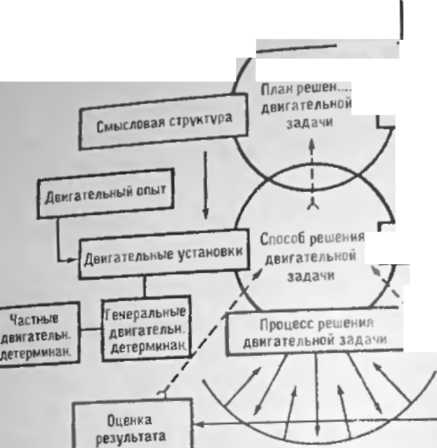 План решен....
двигательной
задачи
Смысловая структура
Двигательный опыт
Способ решения
двигательной
задачи
Двигательные установки
Частные
двигательн.
детерминан.
Генеральные
двигательн.
детерминан.
Процесс решения
двигательной задачи
Оценка
результата